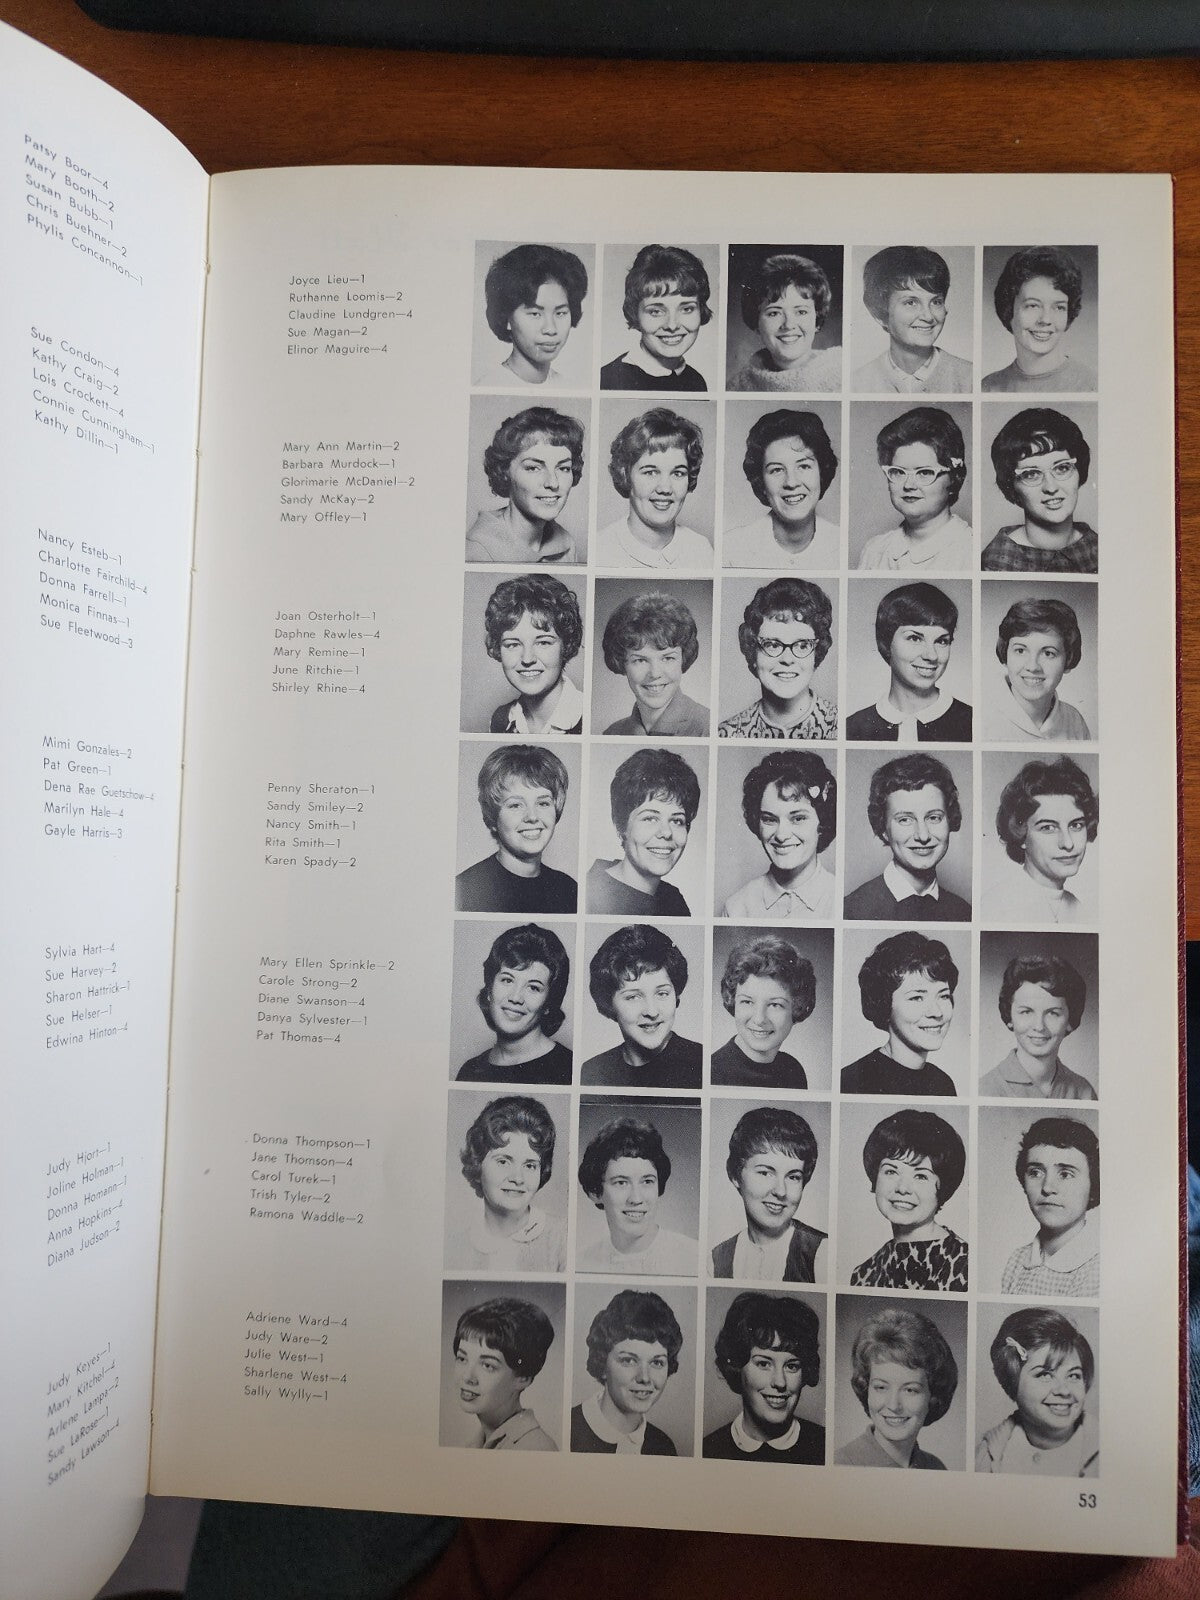 Patsy Boor—4
Mary Booth—2
Susan Bubb—1
Chris Buehner—2
Phylis Concannon—1
Sue Condon—4
Kathy Craig—2
Lois Crockett—4
Connie Cunningham—1
Kathy Dillin—1
Nancy Esteb—1
Charlotte Fairchild—4
Donna Farrell—1
Monica Finnas—1
Sue Fleetwood—3
Mimi Gonzales—2
Pat Green—1
Dena Rae Guetschow—4
Marilyn Hale—4
Gayle Harris—3
Sylvia Hart—4
Sue Harvey—2
Sharon Hattrick—1
Sue Helser—1
Edwina Hinton—4
Judy Hjort—1
Joline Holman—1
Donna Homann—1
Anna Hopkins—4
Diana Judson—2
Judy Keyes—1
Mary Kitchel—4
Arlene Lampa—2
Sue LaRose—1
Sandy Lawson—4
Joyce Lieu—1
Ruthanne Loomis—2
Claudine Lundgren—4
Sue Magan—2
Elinor Maguire—4
Mary Ann Martin—2
Barbara Murdock—1
Glorimarie McDaniel—2
Sandy McKay—2
Mary Offley—1
Joan Osterholt—1
Daphne Rawles—4
Mary Remine—1
June Ritchie—1
Shirley Rhine—4
Penny Sheraton—1
Sandy Smiley—2
Nancy Smith—1
Rita Smith—1
Karen Spady—2
Mary Ellen Sprinkle—2
Carole Strong—2
Diane Swanson—4
Danya Sylvester—1
Pat Thomas—4
Donna Thompson—1
Jane Thomson—4
Carol Turek—1
Trish Tyler—2
Ramona Waddle—2
Adriene Ward—4
Judy Ware—2
Julie West—1
Sharlene West—4
Sally Wylly—1
53